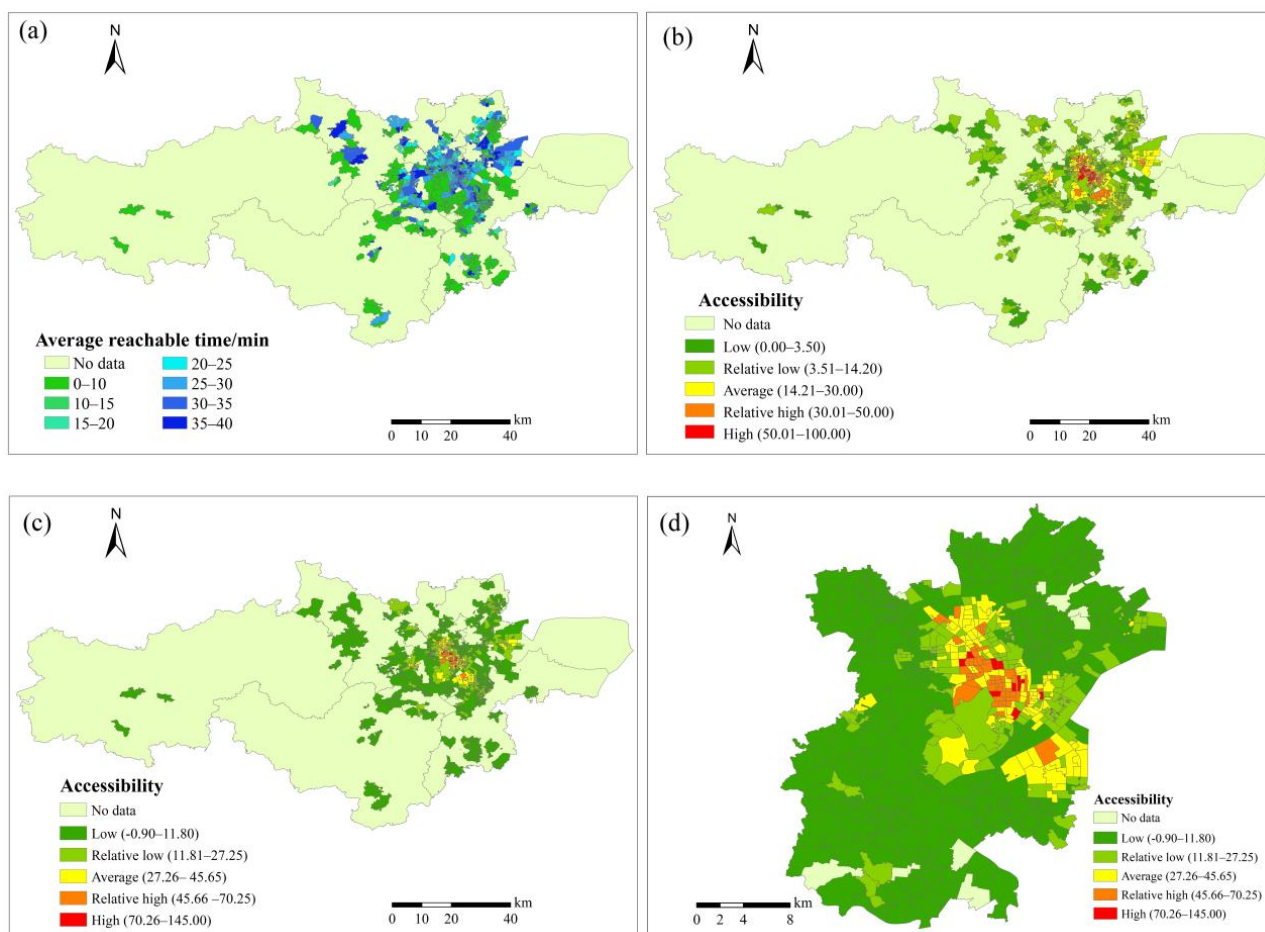 (a)
N
Average reachable time/min
No data
0–10
10–15
15–20
20–25
25–30
30–35
35–40
km
0 10 20 40
(b)
N
Accessibility
No data
Low (0.00–3.50)
Relative low (3.51–14.20)
Average (14.21–30.00)
Relative high (30.01–50.00)
High (50.01–100.00)
km
0 10 20 40
(c)
N
Accessibility
No data
Low (-0.90–11.80)
Relative low (11.81–27.25)
Average (27.26– 45.65)
Relative high (45.66 –70.25)
High (70.26–145.00)
km
0 10 20 40
(d)
N
km
0 2 4 8
Accessibility
No data
Low (-0.90–11.80)
Relative low (11.81–27.25)
Average (27.26–45.65)
Relative high (45.66–70.25)
High (70.26–145.00)